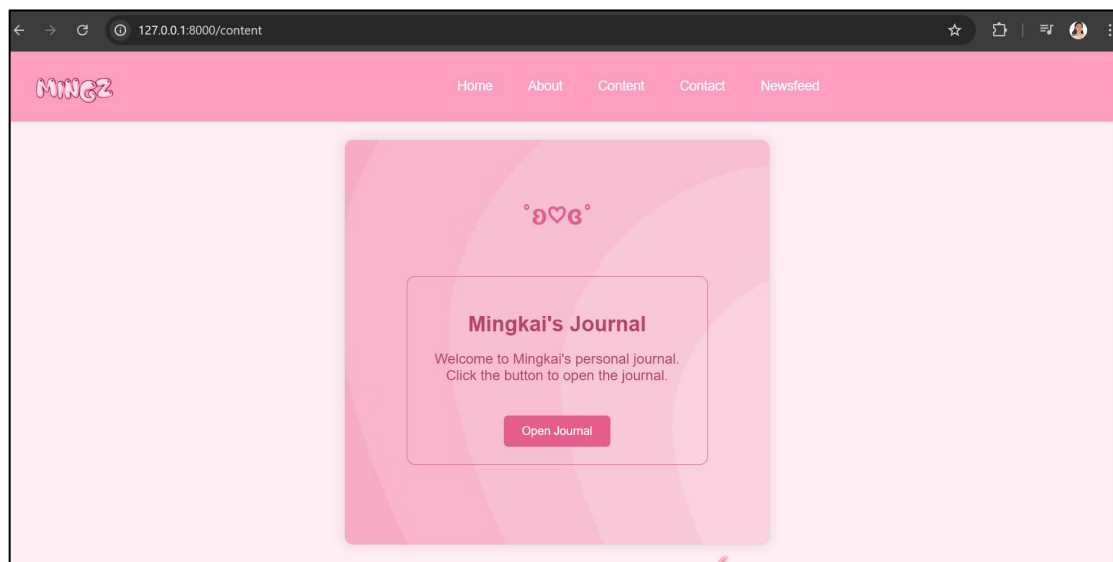 127.0.0.1:8000/content
MINGZ
Home About Content Contact Newsfeed
˚ʚ♡ɞ˚
Mingkai's Journal
Welcome to Mingkai's personal journal.
Click the button to open the journal.
Open Journal